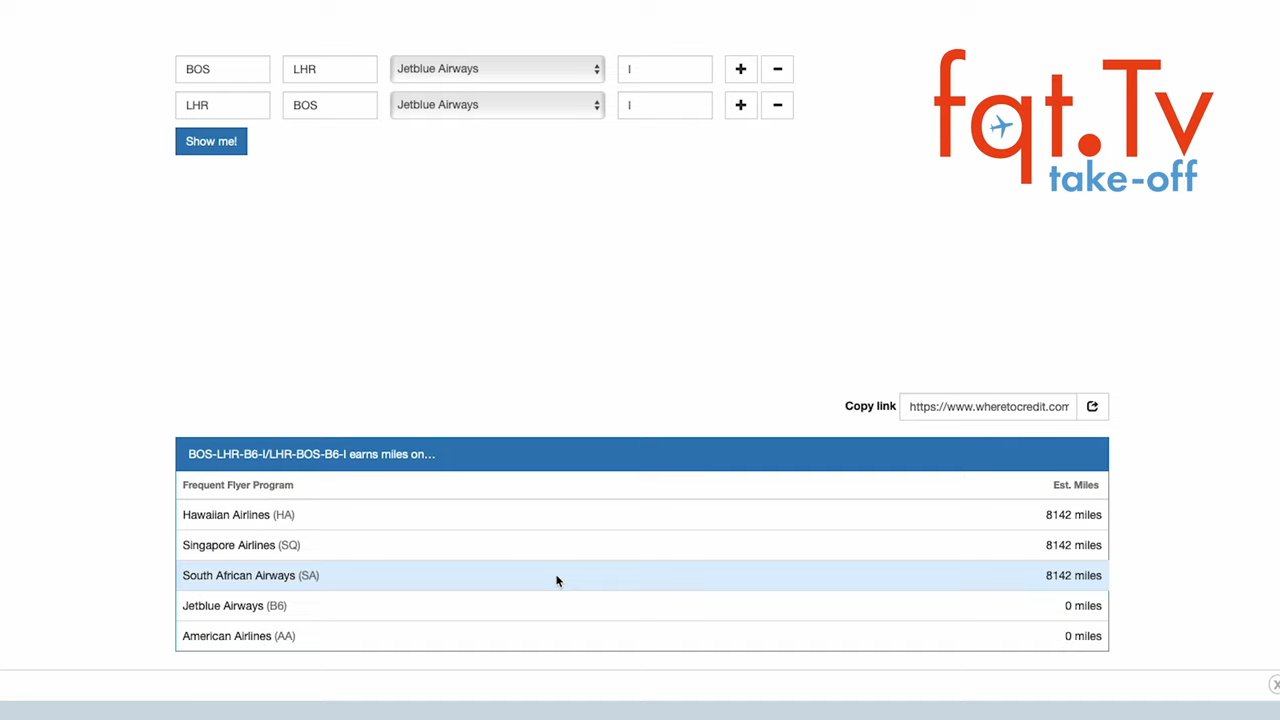 BOS LHR Jetblue Airways I + −
LHR BOS Jetblue Airways I + −
Show me!
fqt.Tv
take-off
Copy link https://www.wheretocredit.com
BOS-LHR-B6-I/LHR-BOS-B6-I earns miles on...
Frequent Flyer Program Est. Miles
Hawaiian Airlines (HA) 8142 miles
Singapore Airlines (SQ) 8142 miles
South African Airways (SA) 8142 miles
Jetblue Airways (B6) 0 miles
American Airlines (AA) 0 miles
X